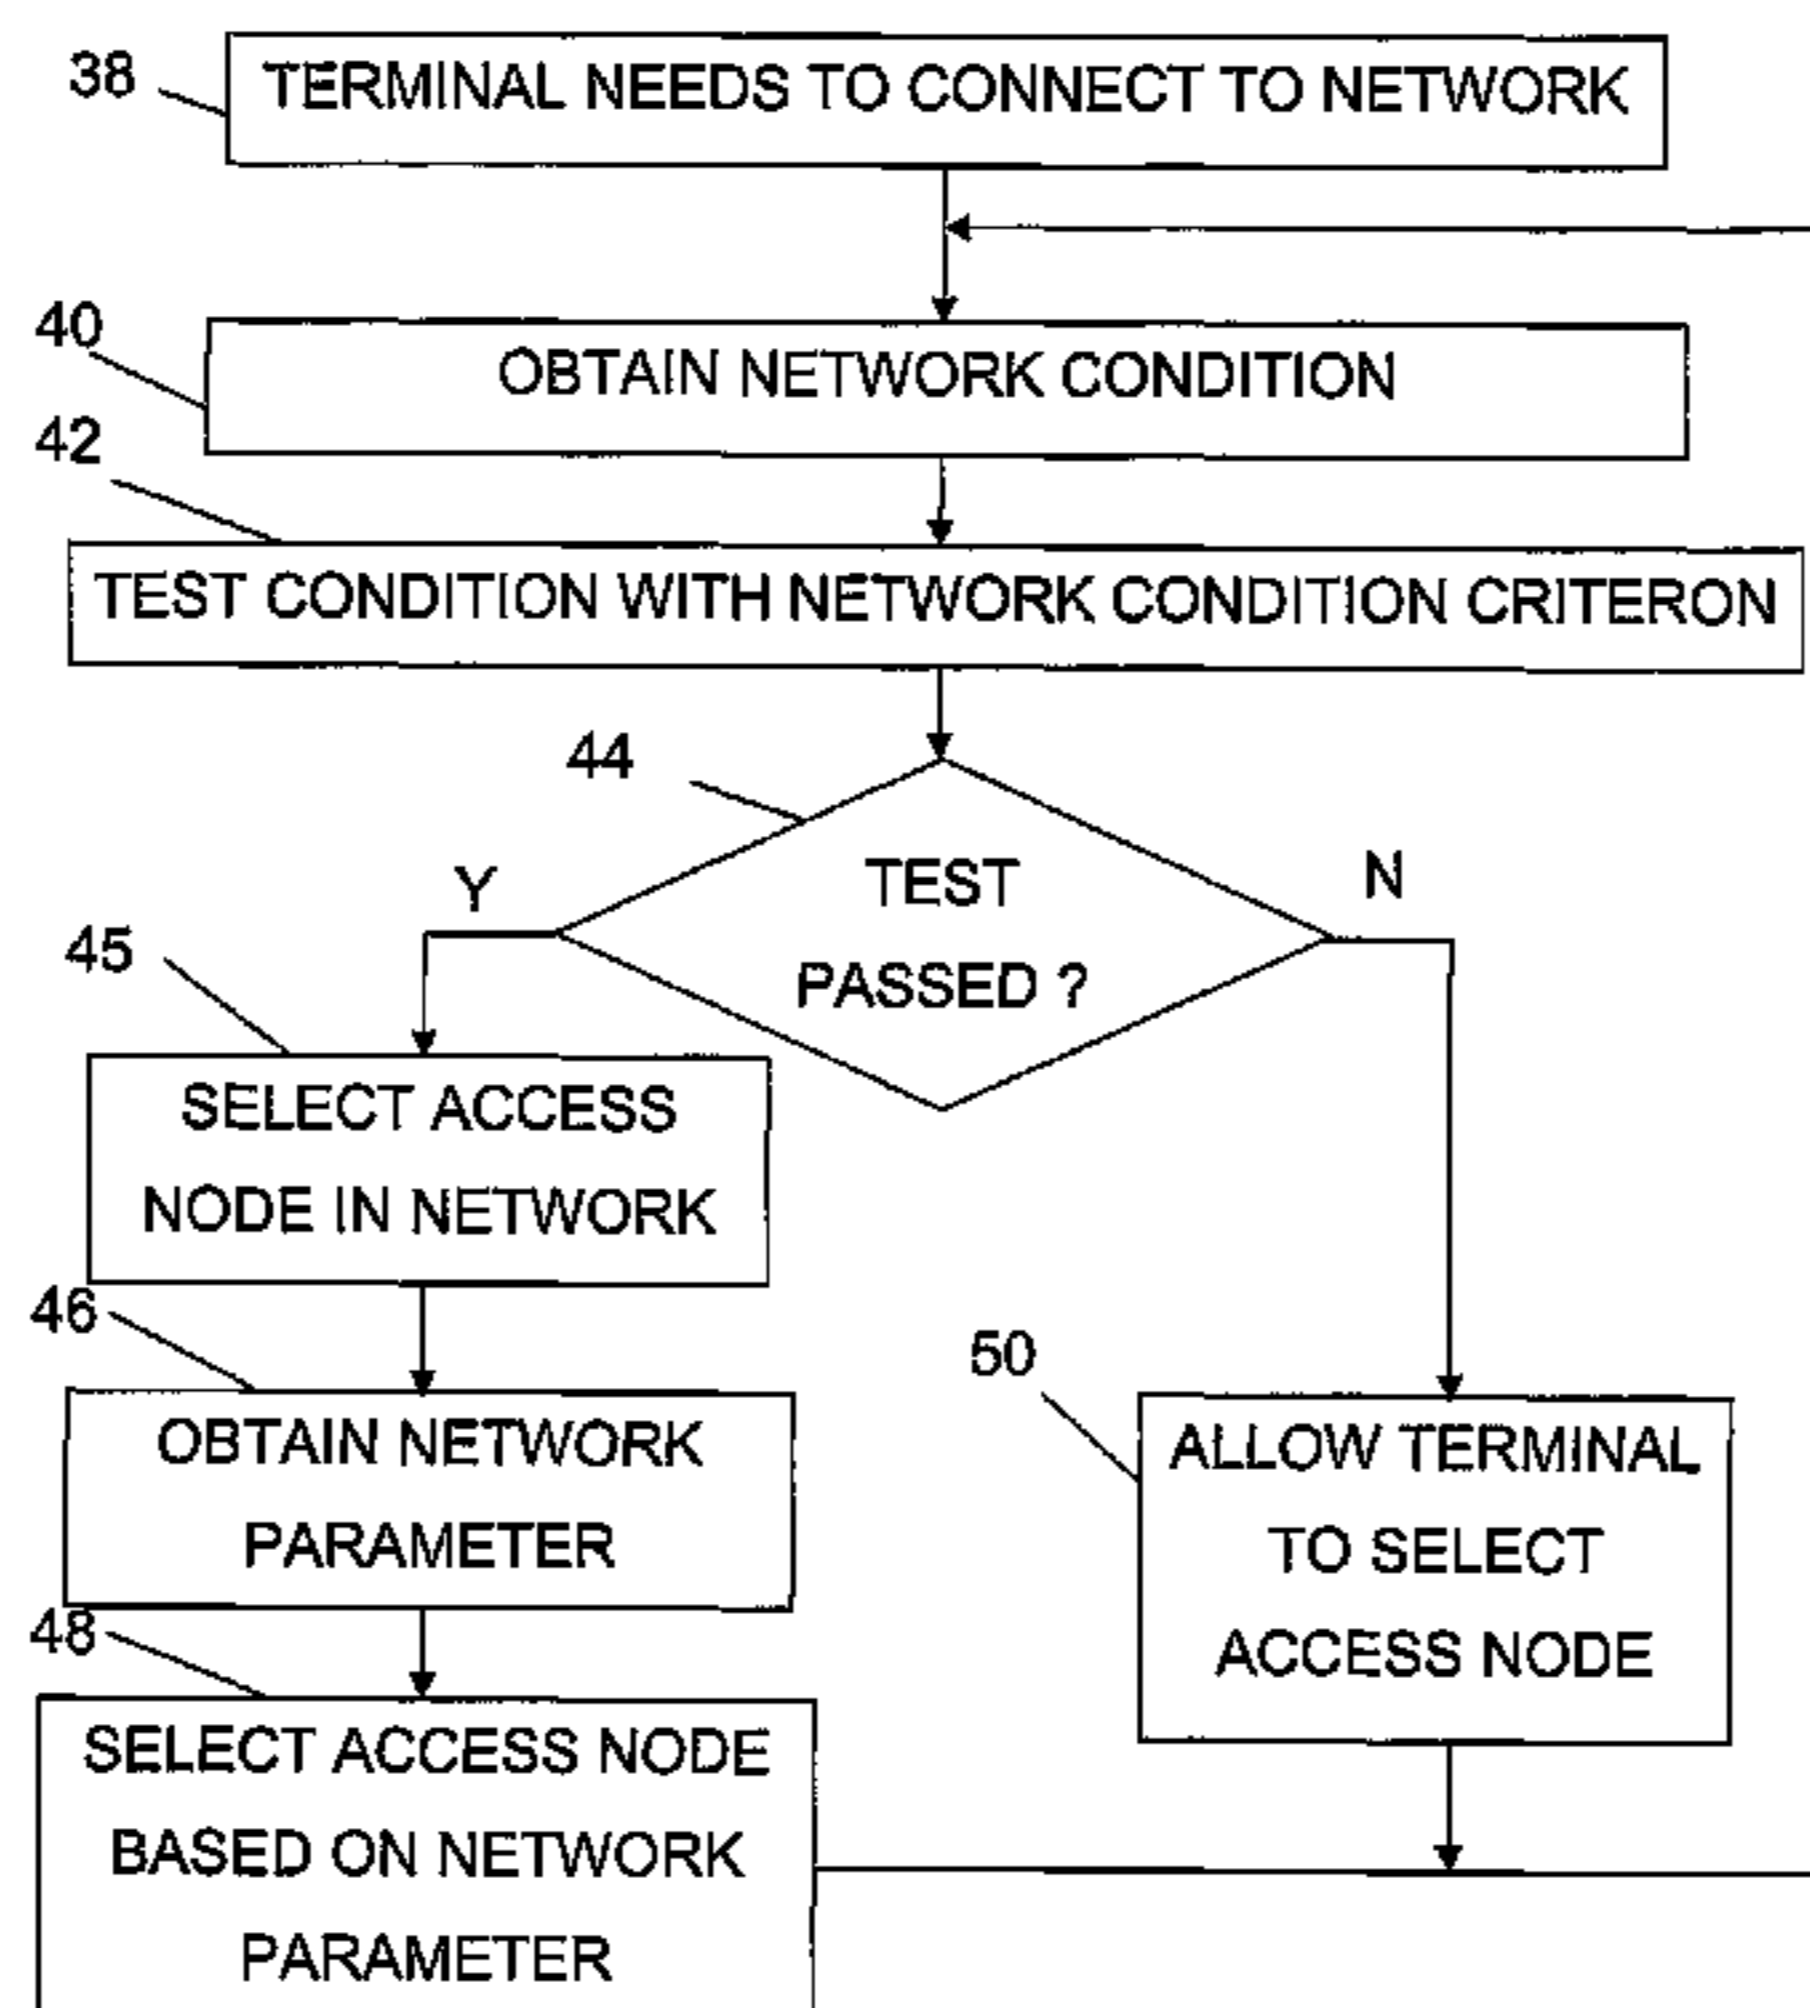 38
TERMINAL NEEDS TO CONNECT TO NETWORK
40
OBTAIN NETWORK CONDITION
42
TEST CONDITION WITH NETWORK CONDITION CRITERON
44
TEST
PASSED ?
Y
N
45
SELECT ACCESS
NODE IN NETWORK
46
OBTAIN NETWORK
PARAMETER
48
SELECT ACCESS NODE
BASED ON NETWORK
PARAMETER
50
ALLOW TERMINAL
TO SELECT
ACCESS NODE